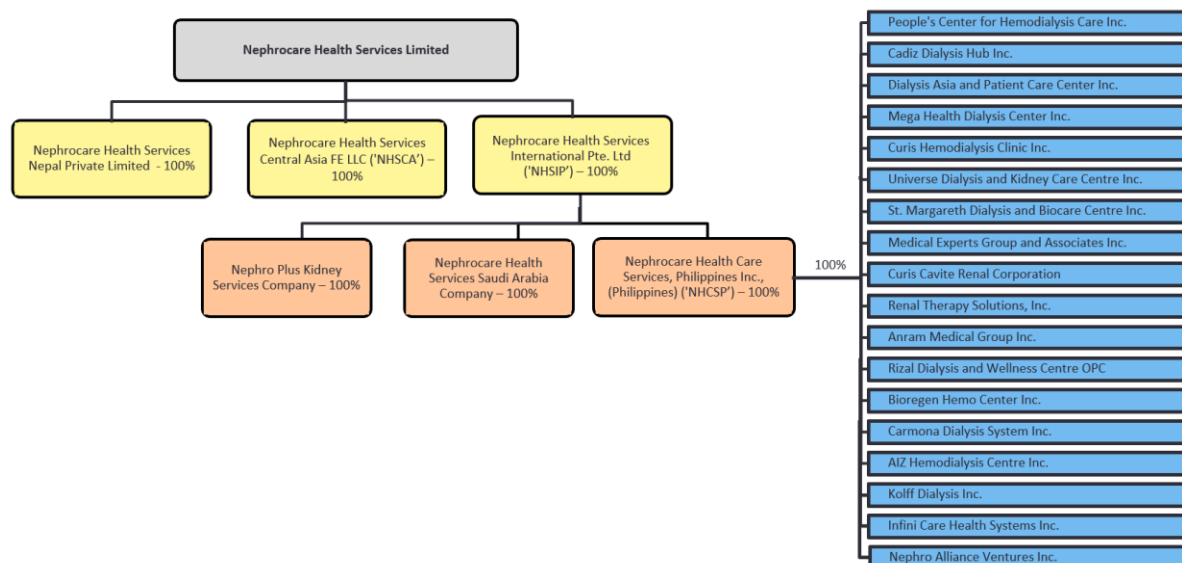 Nephrocare Health Services Limited
Nephrocare Health Services
Nepal Private Limited - 100%
Nephrocare Health Services
Central Asia FE LLC ('NHSCA') –
100%
Nephrocare Health Services
International Pte. Ltd
('NHSIP') – 100%
Nephro Plus Kidney
Services Company – 100%
Nephrocare Health
Services Saudi Arabia
Company – 100%
Nephrocare Health Care
Services, Philippines Inc.,
(Philippines) ('NHCSP') – 100%
100%
People's Center for Hemodialysis Care Inc.
Cadiz Dialysis Hub Inc.
Dialysis Asia and Patient Care Center Inc.
Mega Health Dialysis Center Inc.
Curis Hemodialysis Clinic Inc.
Universe Dialysis and Kidney Care Centre Inc.
St. Margareth Dialysis and Biocare Centre Inc.
Medical Experts Group and Associates Inc.
Curis Cavite Renal Corporation
Renal Therapy Solutions, Inc.
Anram Medical Group Inc.
Rizal Dialysis and Wellness Centre OPC
Bioregen Hemo Center Inc.
Carmona Dialysis System Inc.
AIZ Hemodialysis Centre Inc.
Kolff Dialysis Inc.
Infini Care Health Systems Inc.
Nephro Alliance Ventures Inc.